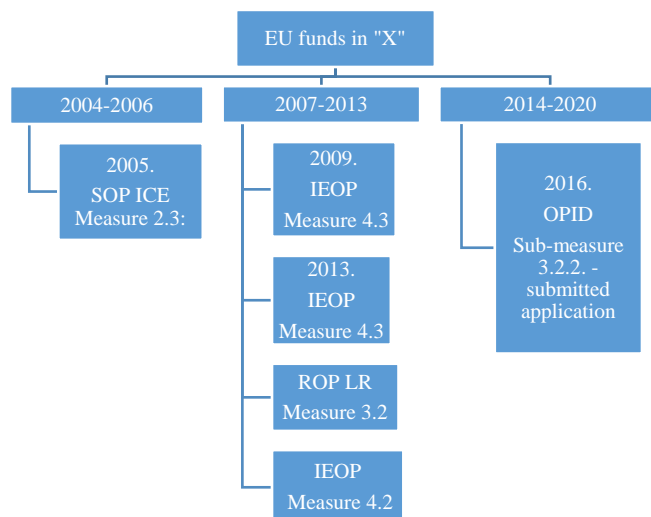 EU funds in "X"
2004-2006
2007-2013
2014-2020
2005.
SOP ICE
Measure 2.3:
2009.
IEOP
Measure 4.3
2013.
IEOP
Measure 4.3
ROP LR
Measure 3.2
IEOP
Measure 4.2
2016.
OPID
Sub-measure
3.2.2. -
submitted
application